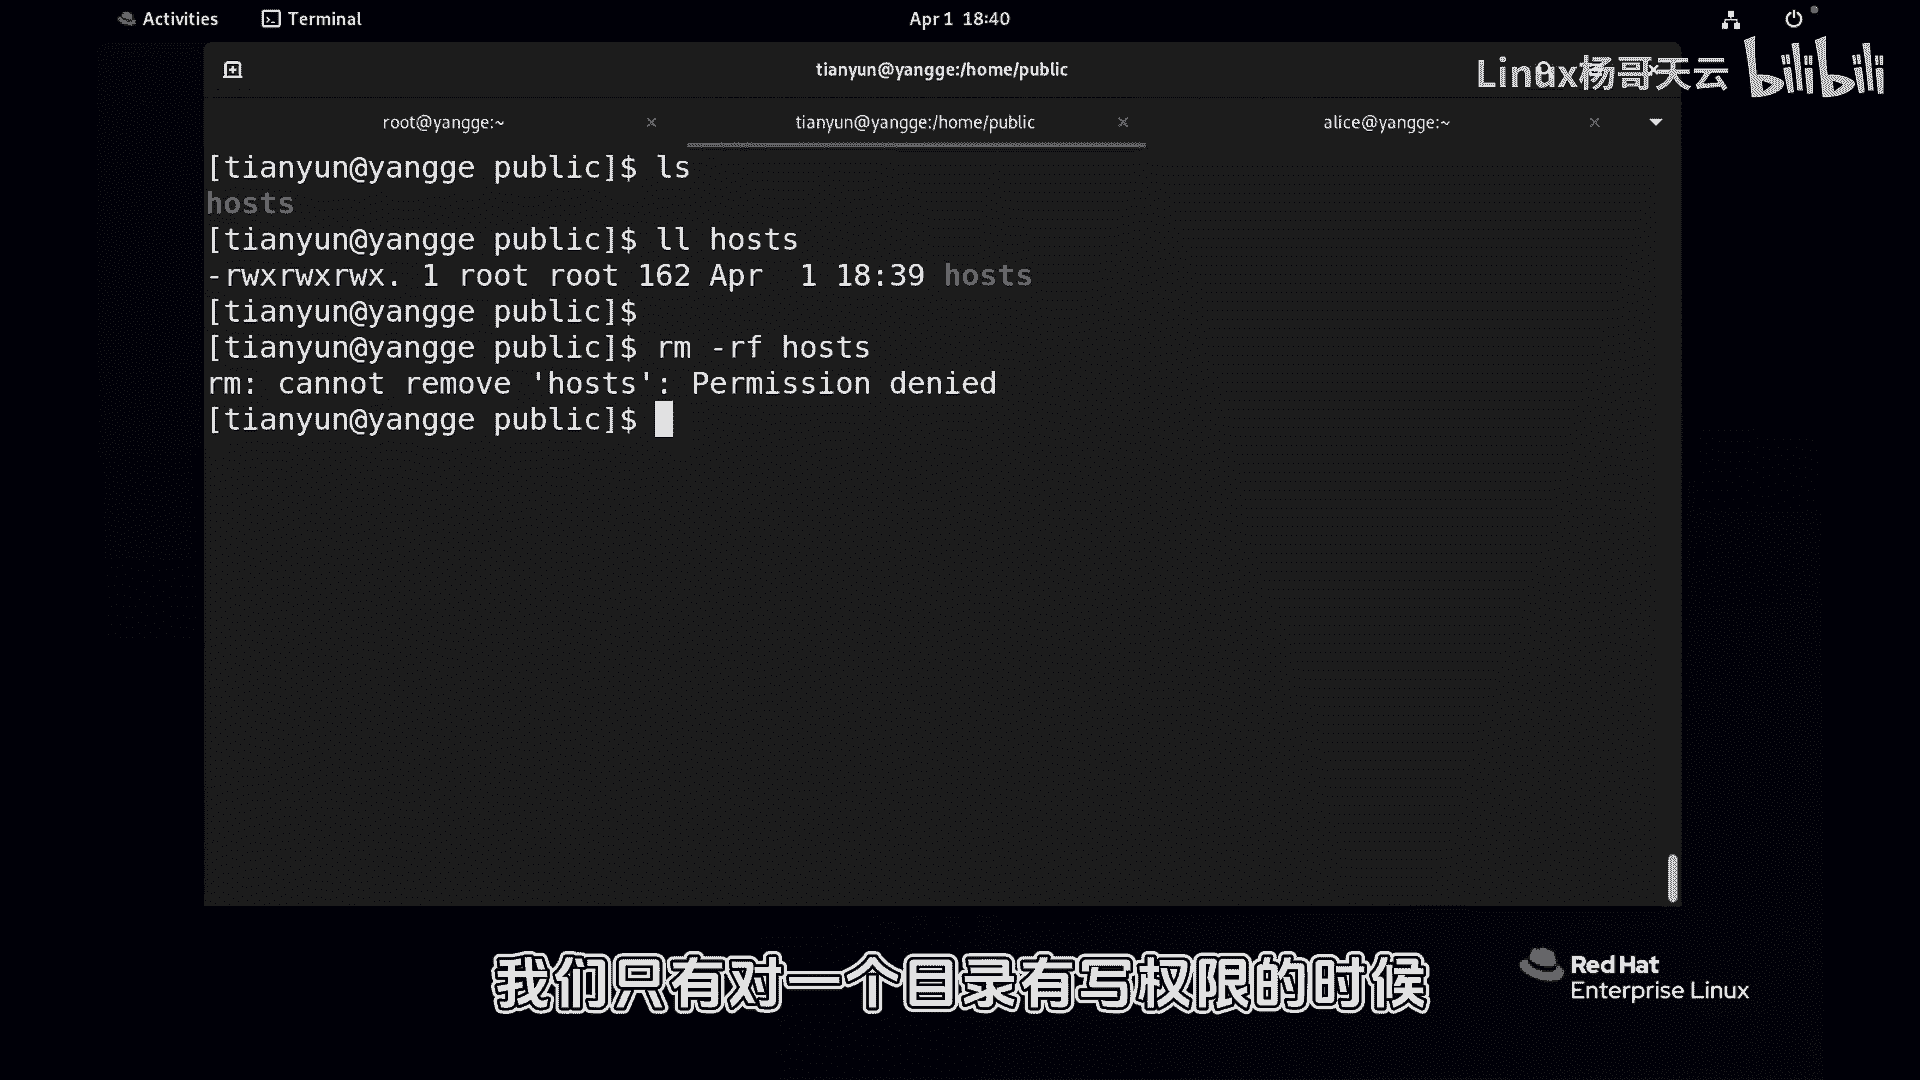 Activities
Terminal
Apr 1 18:40
tianyun@yangge:/home/public
Linux杨哥天云 bilibili
root@yangge:~
tianyun@yangge:/home/public
alice@yangge:~
[tianyun@yangge public]$ ls
hosts
[tianyun@yangge public]$ ll hosts
-rwxrwxrwx. 1 root root 162 Apr  1 18:39 hosts
[tianyun@yangge public]$
[tianyun@yangge public]$ rm -rf hosts
rm: cannot remove 'hosts': Permission denied
[tianyun@yangge public]$
我们只有对一个目录有写权限的时候
Red Hat
Enterprise Linux